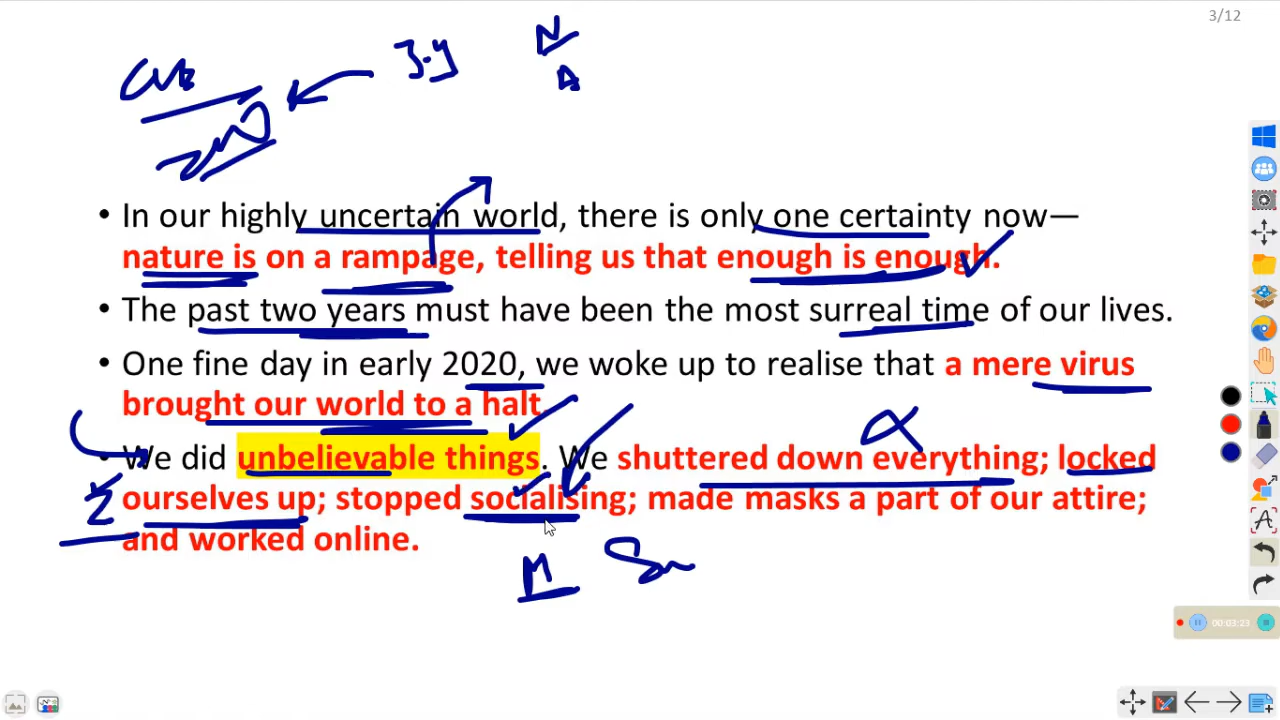 3/12
N
A
• In our highly uncertain world, there is only one certainty now—
nature is on a rampage, telling us that enough is enough.
• The past two years must have been the most surreal time of our lives.
• One fine day in early 2020, we woke up to realise that a mere virus
brought our world to a halt.
• We did unbelievable things. We shuttered down everything; locked
ourselves up; stopped socialising; made masks a part of our attire;
and worked online.
M
00:03:23